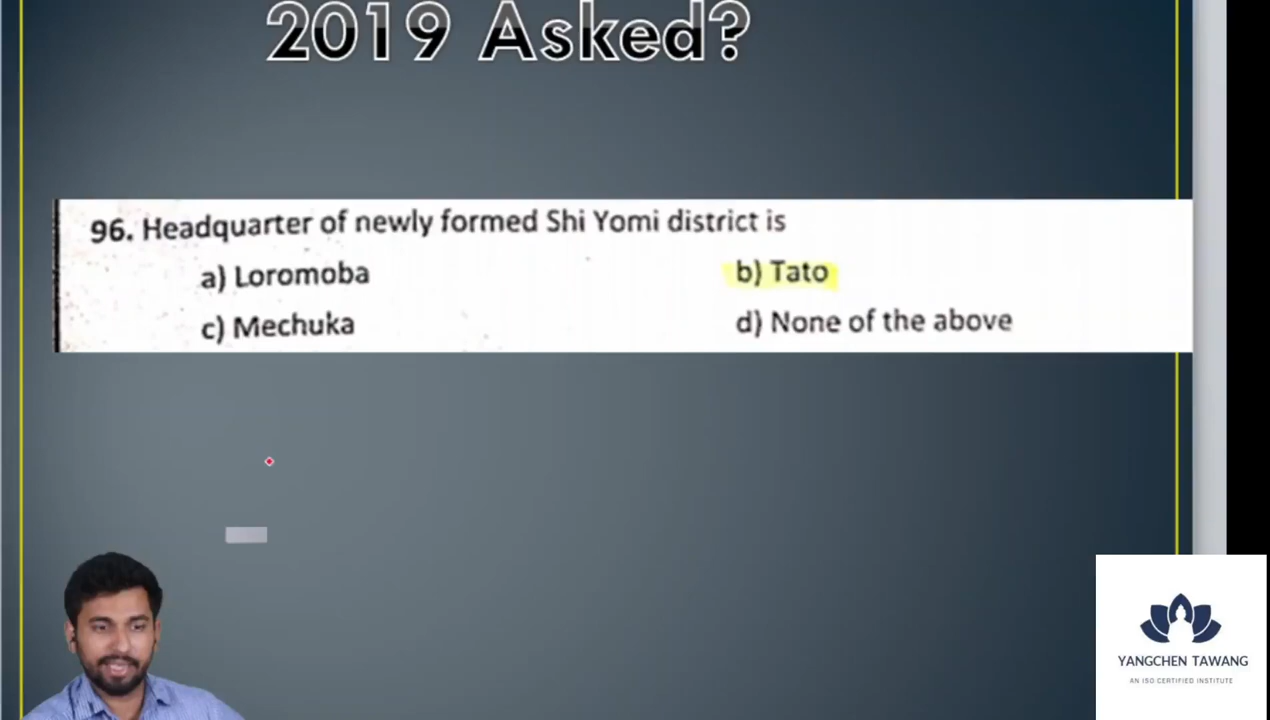 2019 Asked?
96. Headquarter of newly formed Shi Yomi district is
a) Loromoba b) Tato
c) Mechuka d) None of the above
YANGCHEN TAWANG
AN ISO CERTIFIED INSTITUTE